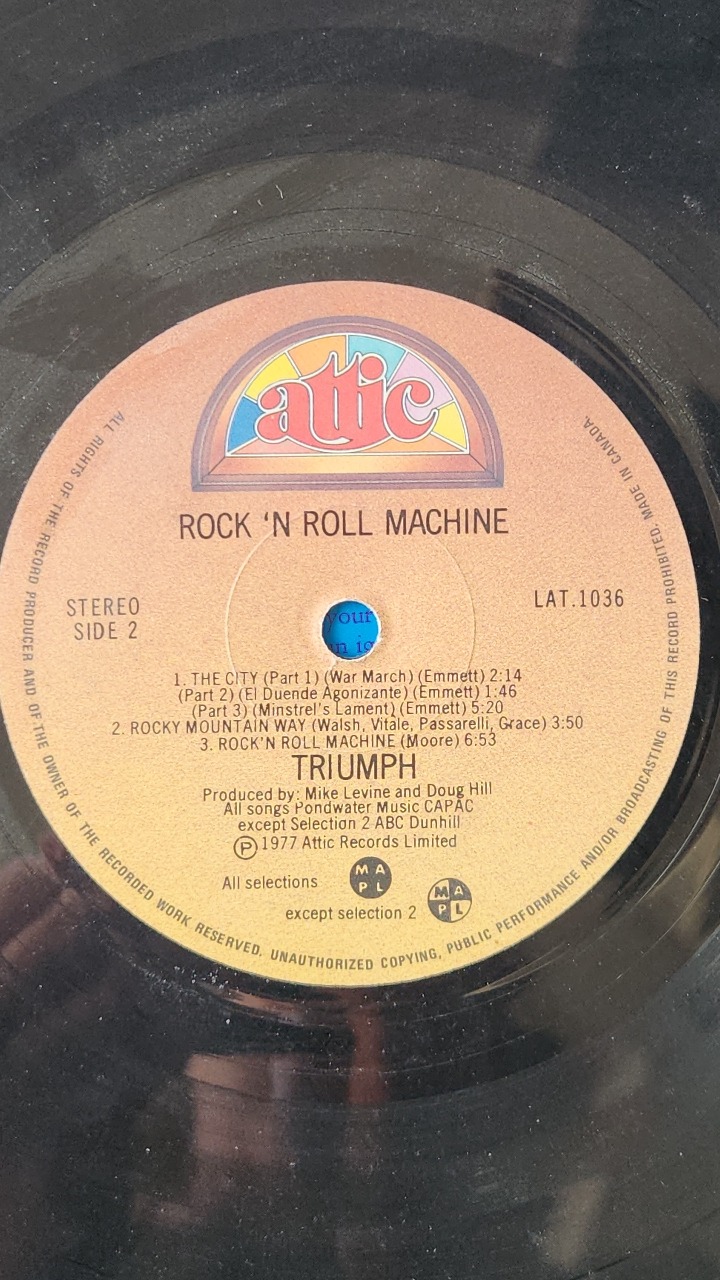 attic
ROCK 'N ROLL MACHINE
STEREO
SIDE 2
LAT.1036
your
n
1. THE CITY (Part 1) (War March) (Emmett) 2:14
(Part 2) (El Duende Agonizante) (Emmett) 1:46
(Part 3) (Minstrel's Lament) (Emmett) 5:20
2. ROCKY MOUNTAIN WAY (Walsh, Vitale, Passarelli, Grace) 3:50
3. ROCK'N ROLL MACHINE (Moore) 6:53
TRIUMPH
Produced by: Mike Levine and Doug Hill
All songs Pondwater Music CAPAC
except Selection 2 ABC Dunhill
Ⓟ 1977 Attic Records Limited
All selections MAPL
except selection 2 MAPL
ALL RIGHTS OF THE RECORD PRODUCER AND OF THE OWNER OF THE RECORDED WORK RESERVED. UNAUTHORIZED COPYING, PUBLIC PERFORMANCE AND/OR BROADCASTING OF THIS RECORD PROHIBITED. MADE IN CANADA.